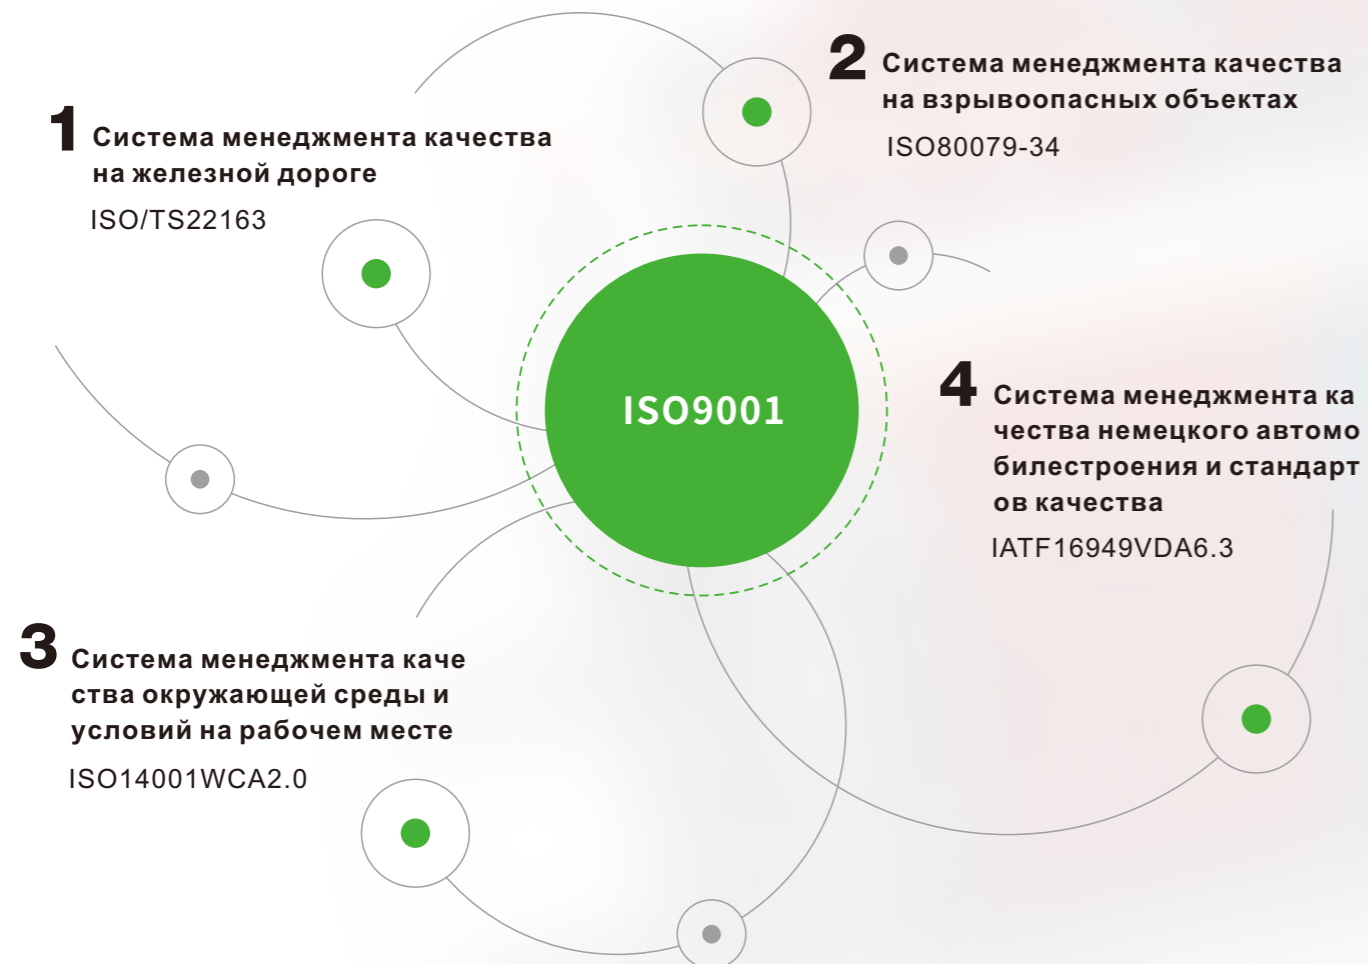 1
Система менеджмента качества
на железной дороге
ISO/TS22163
2
Система менеджмента качества
на взрывоопасных объектах
ISO80079-34
ISO9001
3
Система менеджмента каче
ства окружающей среды и
условий на рабочем месте
ISO14001WCA2.0
4
Система менеджмента ка
чества немецкого автомо
билестроения и стандарт
ов качества
IATF16949VDA6.3